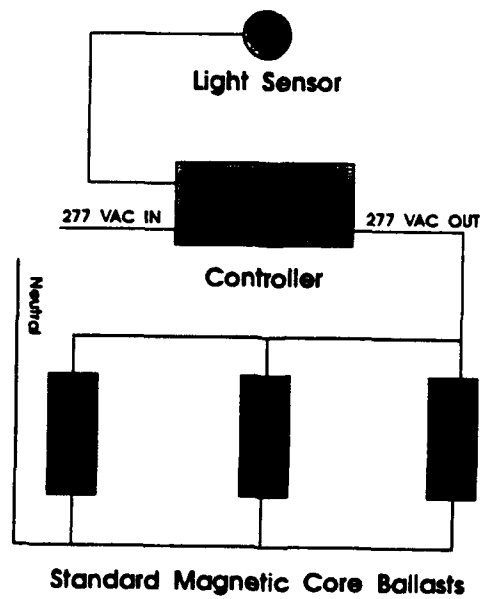 Light Sensor
277 VAC IN
277 VAC OUT
Controller
Neutral
Standard Magnetic Core Ballasts